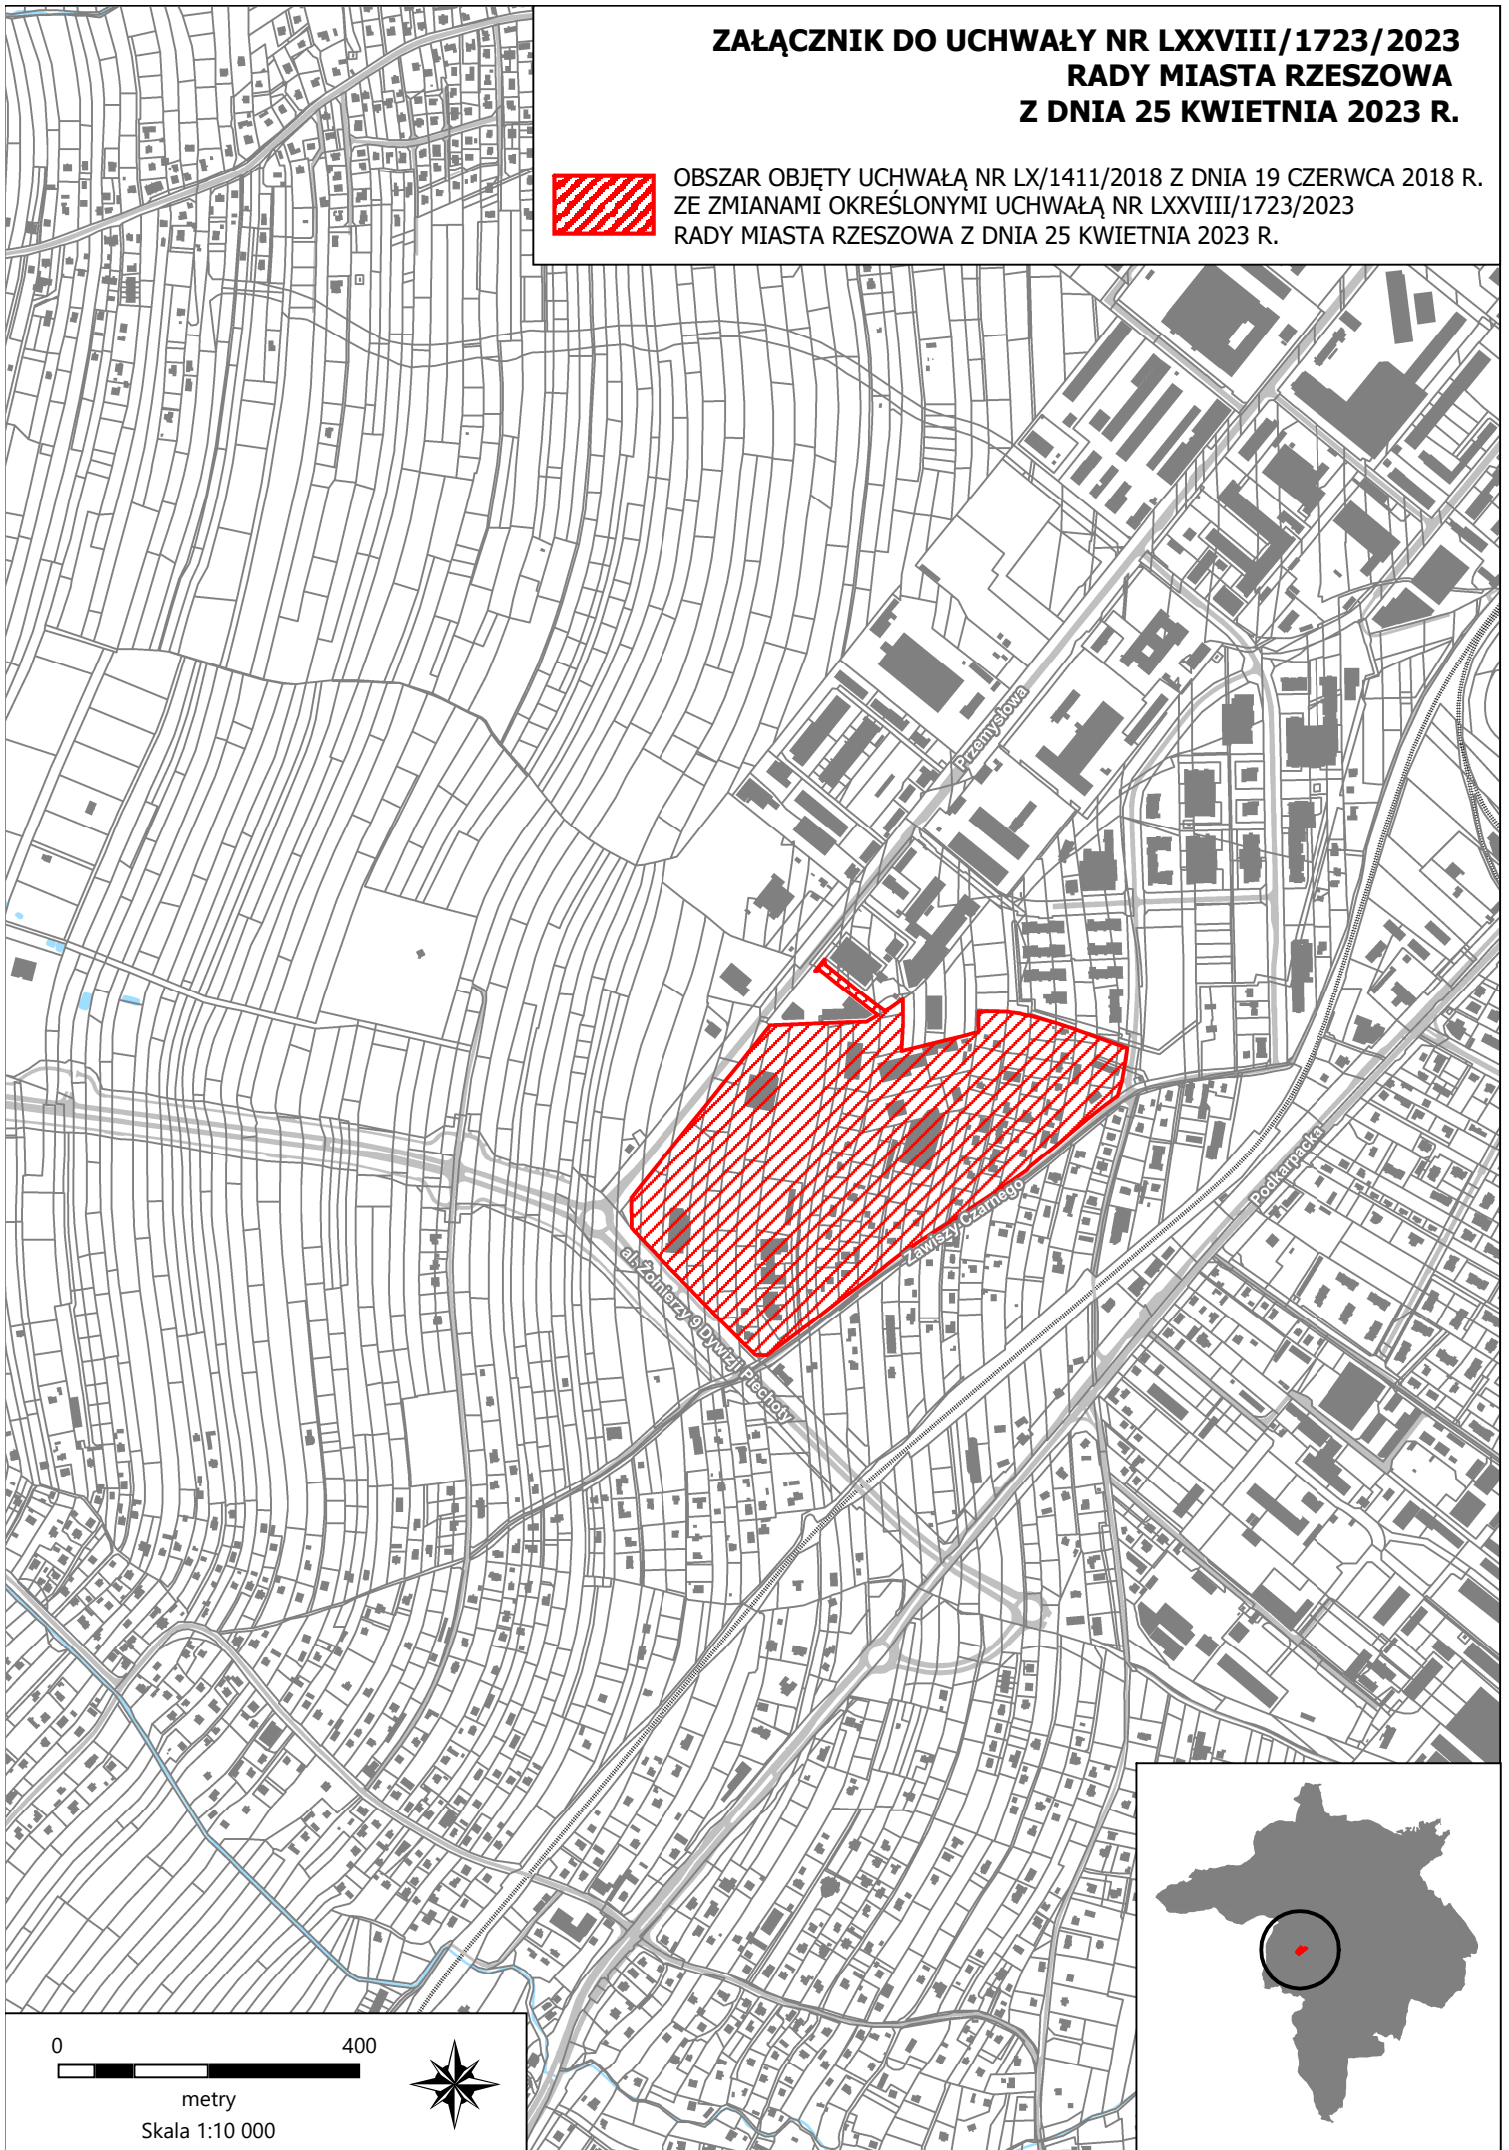 ZAŁĄCZNIK DO UCHWAŁY NR LXXVIII/1723/2023
RADY MIASTA RZESZOWA
Z DNIA 25 KWIETNIA 2023 R.
OBSZAR OBJĘTY UCHWAŁĄ NR LX/1411/2018 Z DNIA 19 CZERWCA 2018 R.
ZE ZMIANAMI OKREŚLONYMI UCHWAŁĄ NR LXXVIII/1723/2023
RADY MIASTA RZESZOWA Z DNIA 25 KWIETNIA 2023 R.
Przemysłowa
Podkarpacka
Zawiszy Czarnego
al. Żołnierzy 9 Dywizji Piechoty
0 400
metry
Skala 1:10 000